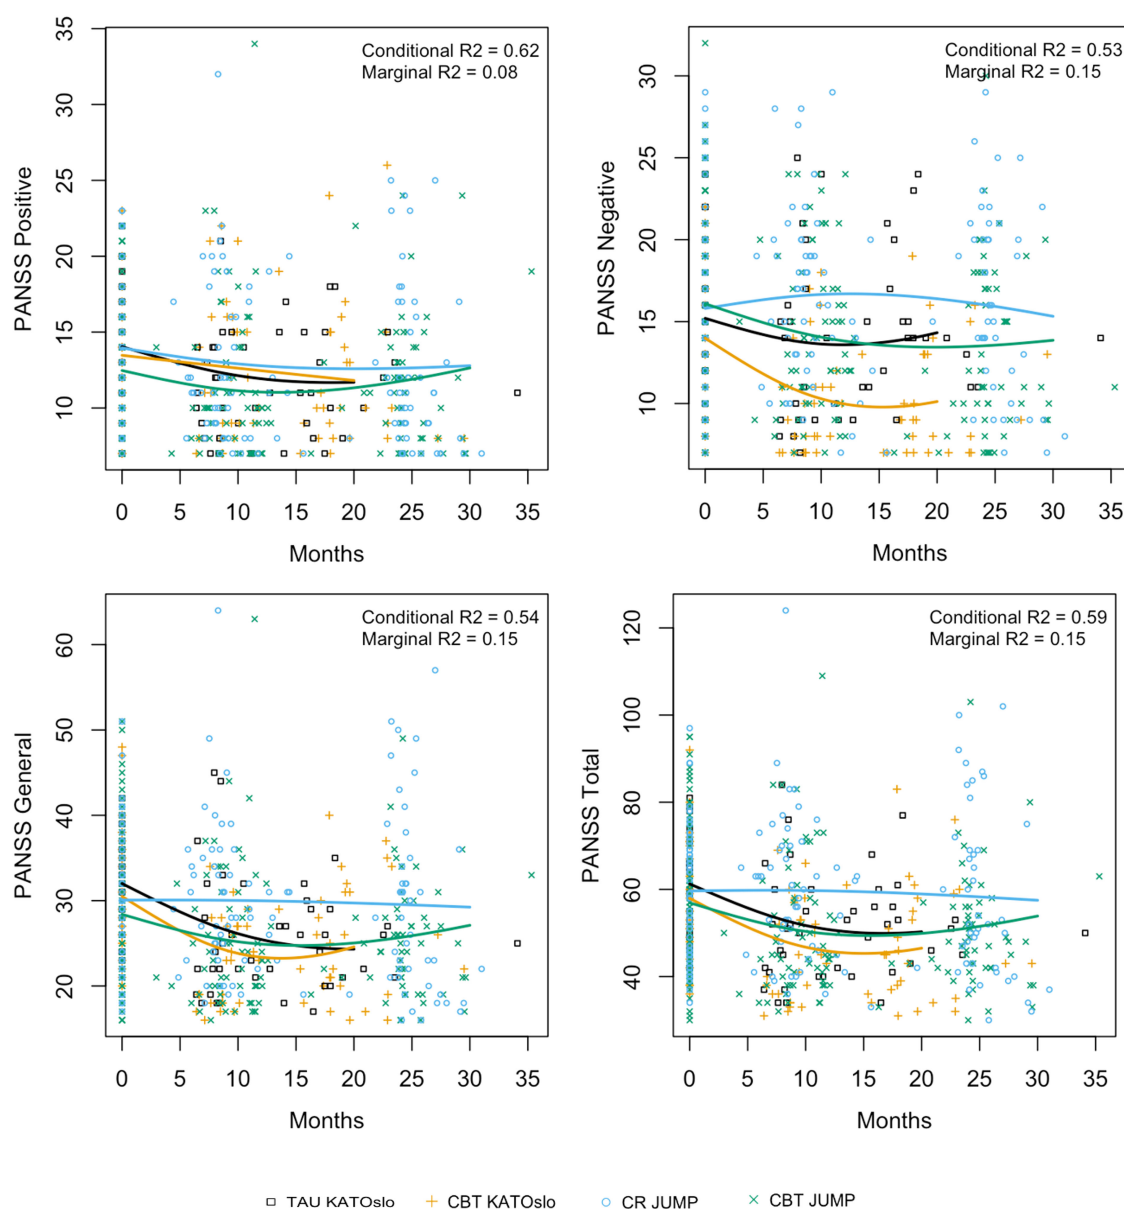 Conditional R2 = 0.62
Marginal R2 = 0.08
PANSS Positive
35
30
25
20
15
10
0 5 10 15 20 25 30 35
Months
Conditional R2 = 0.53
Marginal R2 = 0.15
PANSS Negative
30
25
20
15
10
0 5 10 15 20 25 30 35
Months
Conditional R2 = 0.54
Marginal R2 = 0.15
PANSS General
60
50
40
30
20
0 5 10 15 20 25 30 35
Months
Conditional R2 = 0.59
Marginal R2 = 0.15
PANSS Total
120
100
80
60
40
0 5 10 15 20 25 30 35
Months
TAU KATOslo CBT KATOslo CR JUMP CBT JUMP